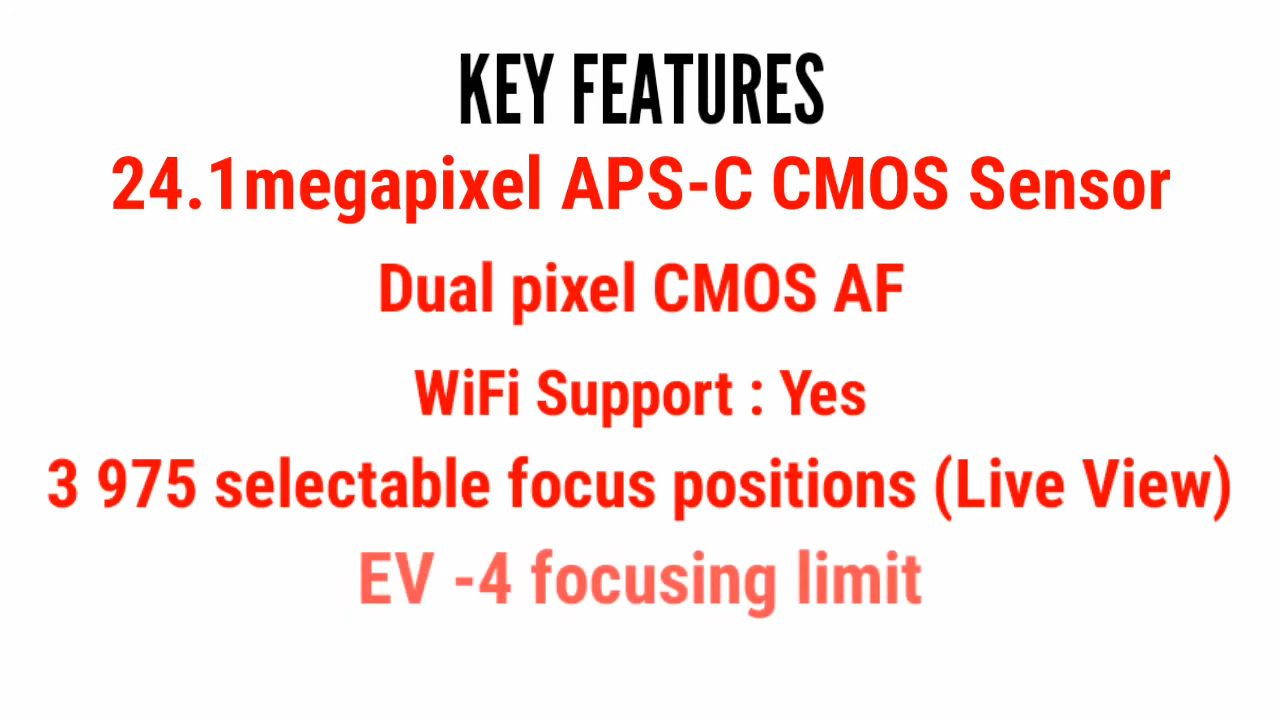 KEY FEATURES
24.1megapixel APS-C CMOS Sensor
Dual pixel CMOS AF
WiFi Support : Yes
3 975 selectable focus positions (Live View)
EV -4 focusing limit